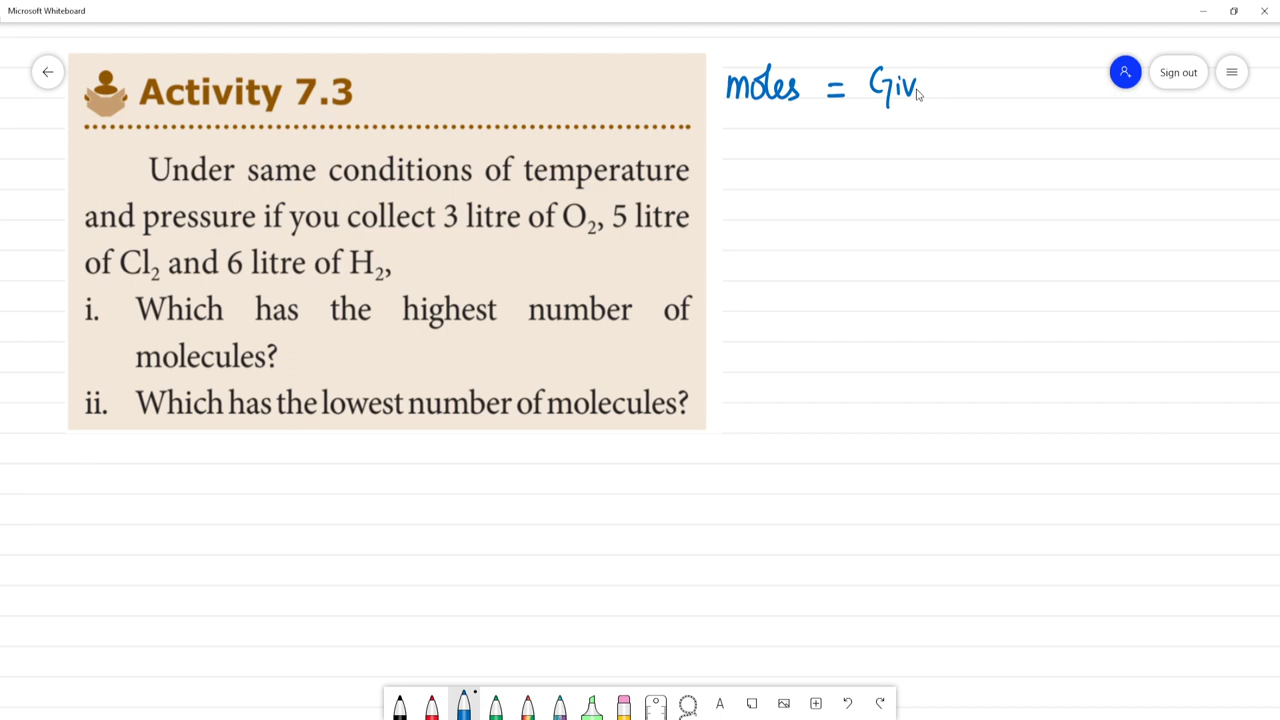 Microsoft Whiteboard
Sign out
Activity 7.3
moles = Giv
Under same conditions of temperature
and pressure if you collect 3 litre of O₂, 5 litre
of Cl₂ and 6 litre of H₂,
i. Which has the highest number of
molecules?
ii. Which has the lowest number of molecules?
A